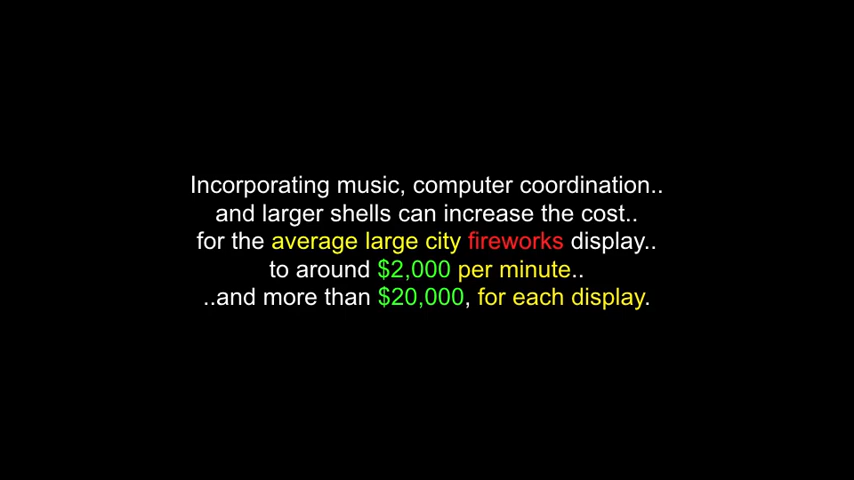 Incorporating music, computer coordination..
and larger shells can increase the cost..
for the average large city fireworks display..
to around $2,000 per minute..
..and more than $20,000, for each display.